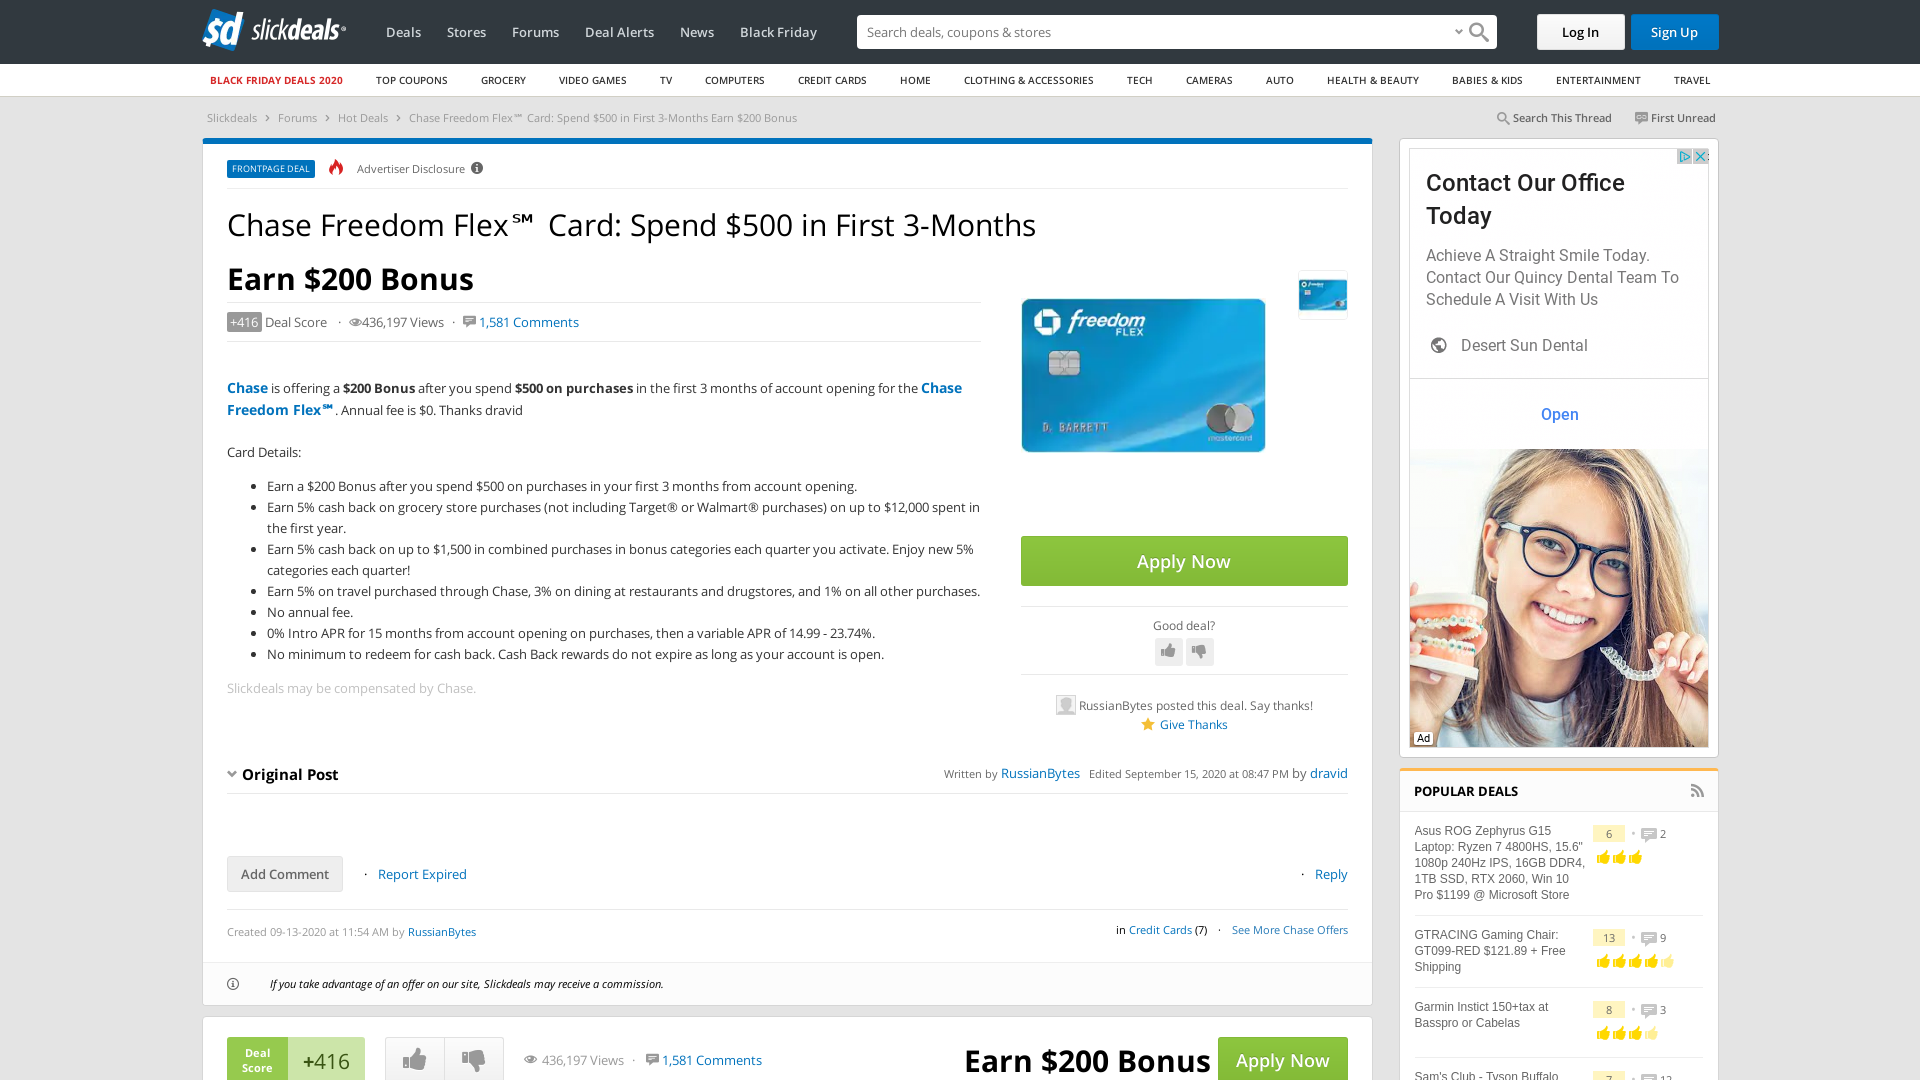 slickdeals
Deals
Stores
Forums
Deal Alerts
News
Black Friday
Search deals, coupons & stores
Log In
Sign Up
BLACK FRIDAY DEALS 2020
TOP COUPONS
GROCERY
VIDEO GAMES
TV
COMPUTERS
CREDIT CARDS
HOME
CLOTHING & ACCESSORIES
TECH
CAMERAS
AUTO
HEALTH & BEAUTY
BABIES & KIDS
ENTERTAINMENT
TRAVEL
Slickdeals › Forums › Hot Deals › Chase Freedom Flex℠ Card: Spend $500 in First 3-Months Earn $200 Bonus
Search This Thread
First Unread
FRONTPAGE DEAL
Advertiser Disclosure
Chase Freedom Flex℠ Card: Spend $500 in First 3-Months
Earn $200 Bonus
+416 Deal Score · 436,197 Views · 1,581 Comments
Chase is offering a $200 Bonus after you spend $500 on purchases in the first 3 months of account opening for the Chase
Freedom Flex℠. Annual fee is $0. Thanks dravid
Card Details:
Earn a $200 Bonus after you spend $500 on purchases in your first 3 months from account opening.
Earn 5% cash back on grocery store purchases (not including Target® or Walmart® purchases) on up to $12,000 spent in
the first year.
Earn 5% cash back on up to $1,500 in combined purchases in bonus categories each quarter you activate. Enjoy new 5%
categories each quarter!
Earn 5% on travel purchased through Chase, 3% on dining at restaurants and drugstores, and 1% on all other purchases.
No annual fee.
0% Intro APR for 15 months from account opening on purchases, then a variable APR of 14.99 - 23.74%.
No minimum to redeem for cash back. Cash Back rewards do not expire as long as your account is open.
Slickdeals may be compensated by Chase.
freedom
FLEX
D. BARRETT
mastercard
Apply Now
Good deal?
RussianBytes posted this deal. Say thanks!
Give Thanks
Original Post
Written by RussianBytes Edited September 15, 2020 at 08:47 PM by dravid
Add Comment · Report Expired
· Reply
Created 09-13-2020 at 11:54 AM by RussianBytes
in Credit Cards (7) · See More Chase Offers
If you take advantage of an offer on our site, Slickdeals may receive a commission.
Deal
Score
+416
436,197 Views · 1,581 Comments
Earn $200 Bonus
Apply Now
Contact Our Office
Today
Achieve A Straight Smile Today.
Contact Our Quincy Dental Team To
Schedule A Visit With Us
Desert Sun Dental
Open
Ad
POPULAR DEALS
Asus ROG Zephyrus G15
Laptop: Ryzen 7 4800HS, 15.6"
1080p 240Hz IPS, 16GB DDR4,
1TB SSD, RTX 2060, Win 10
Pro $1199 @ Microsoft Store
6 · 2
GTRACING Gaming Chair:
GT099-RED $121.89 + Free
Shipping
13 · 9
Garmin Instict 150+tax at
Basspro or Cabelas
8 · 3
Sam's Club - Tyson Buffalo
7 · 12